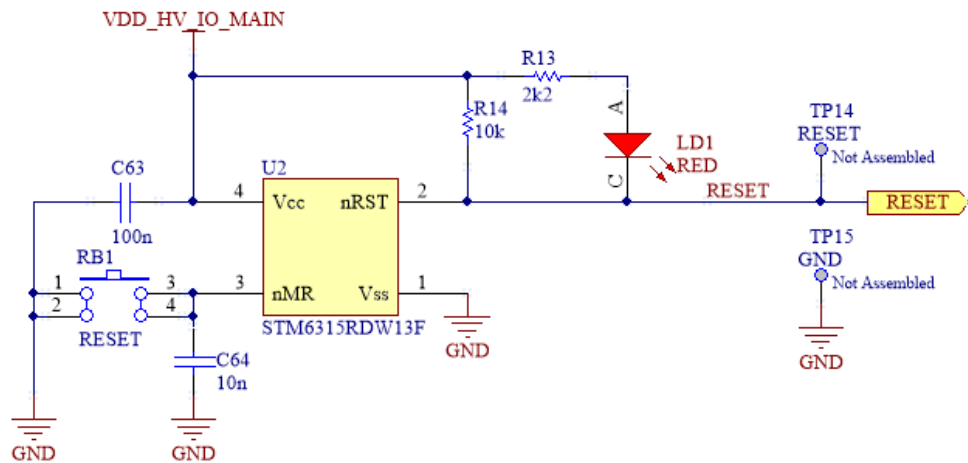 VDD_HV_IO_MAIN
R13
2k2
R14
10k
A
C
LD1
RED
TP14
RESET
Not Assembled
C63
100n
U2
4
Vcc
nRST
2
RESET
RESET
RB1
1
2
3
4
RESET
3
nMR
Vss
1
STM6315RDW13F
GND
TP15
GND
Not Assembled
GND
C64
10n
GND
GND